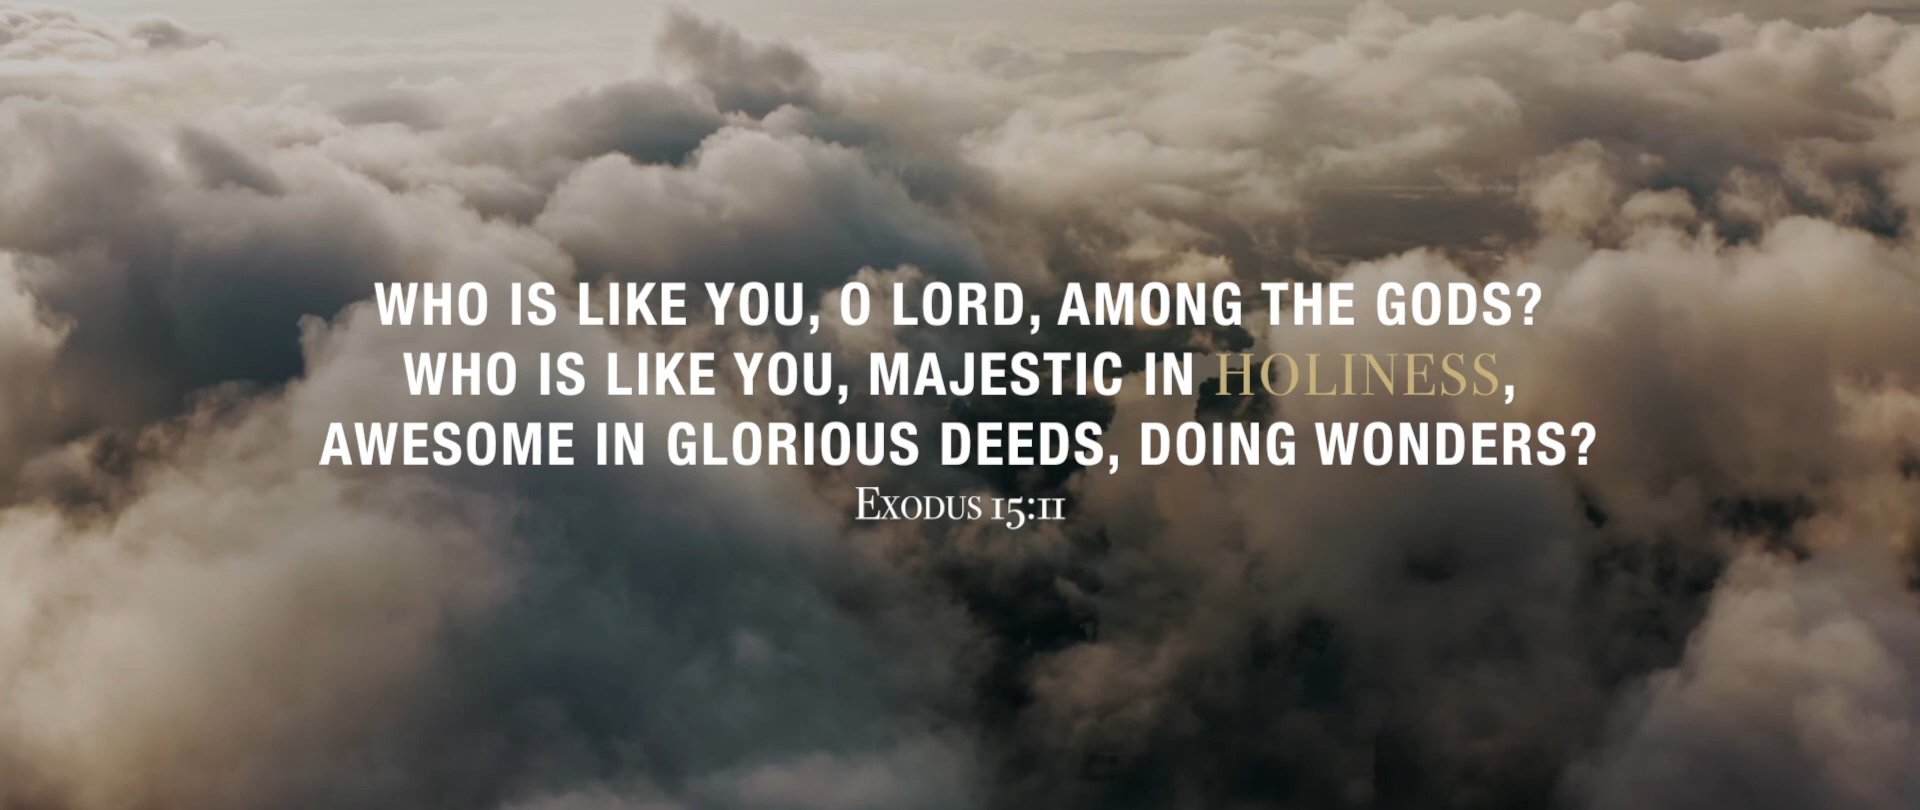 WHO IS LIKE YOU, O LORD, AMONG THE GODS?
WHO IS LIKE YOU, MAJESTIC IN HOLINESS,
AWESOME IN GLORIOUS DEEDS, DOING WONDERS?
Exodus 15:11